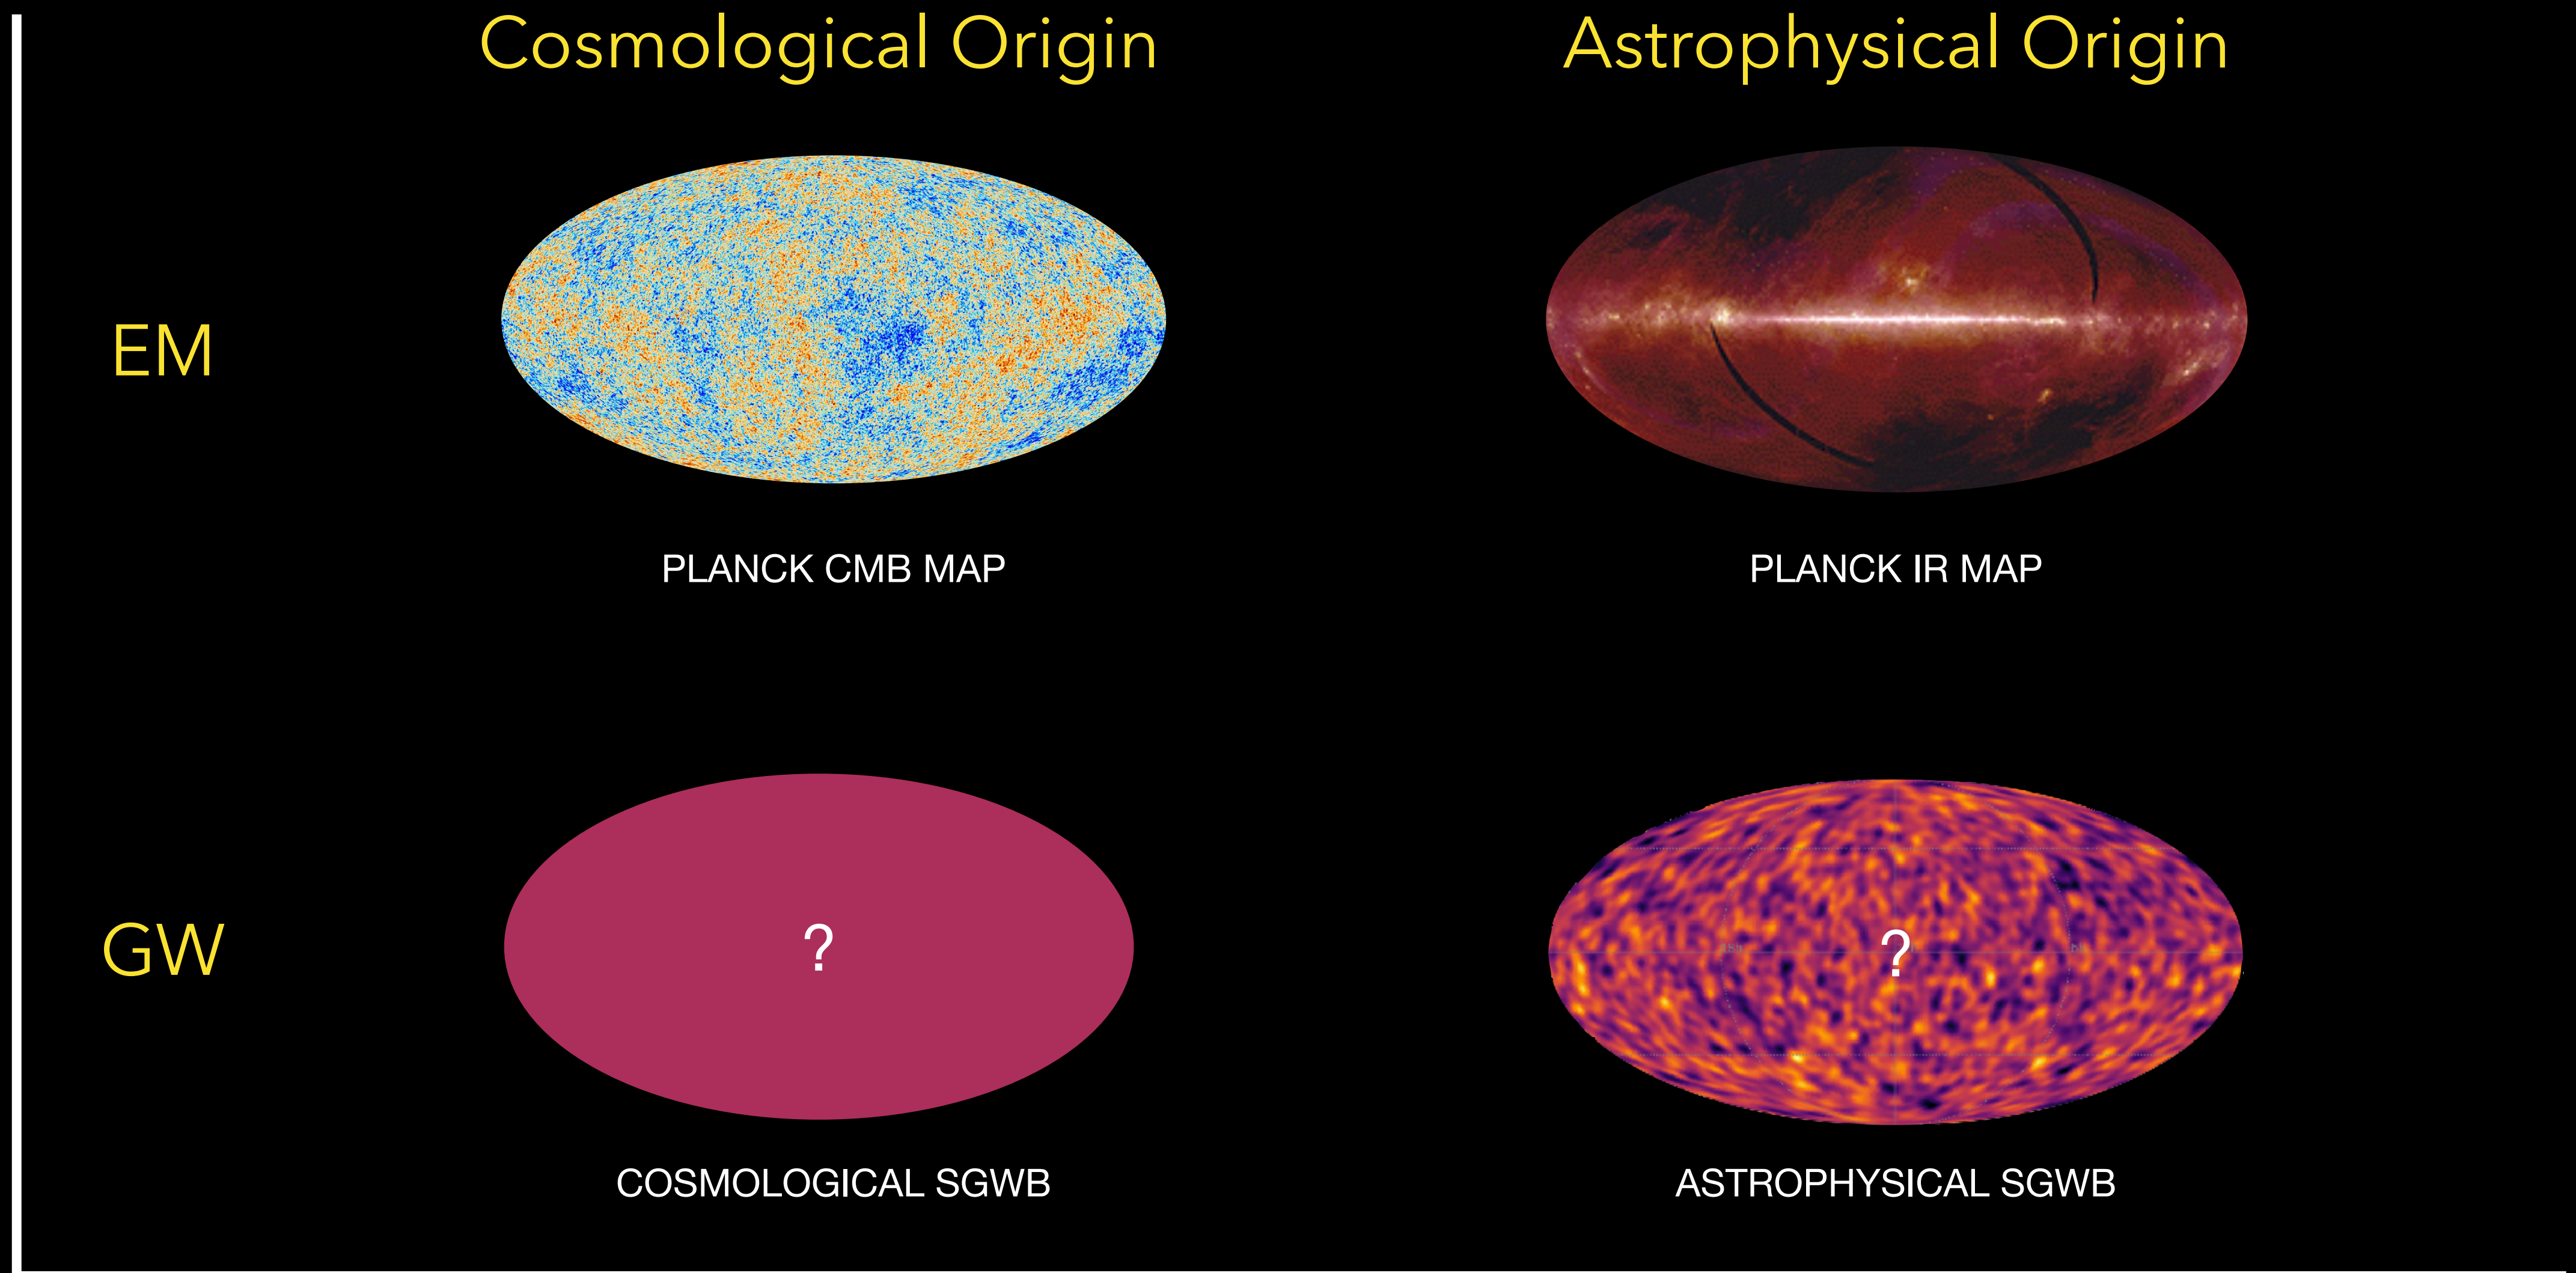 Cosmological Origin
Astrophysical Origin
EM
PLANCK CMB MAP
PLANCK IR MAP
GW
?
?
COSMOLOGICAL SGWB
ASTROPHYSICAL SGWB